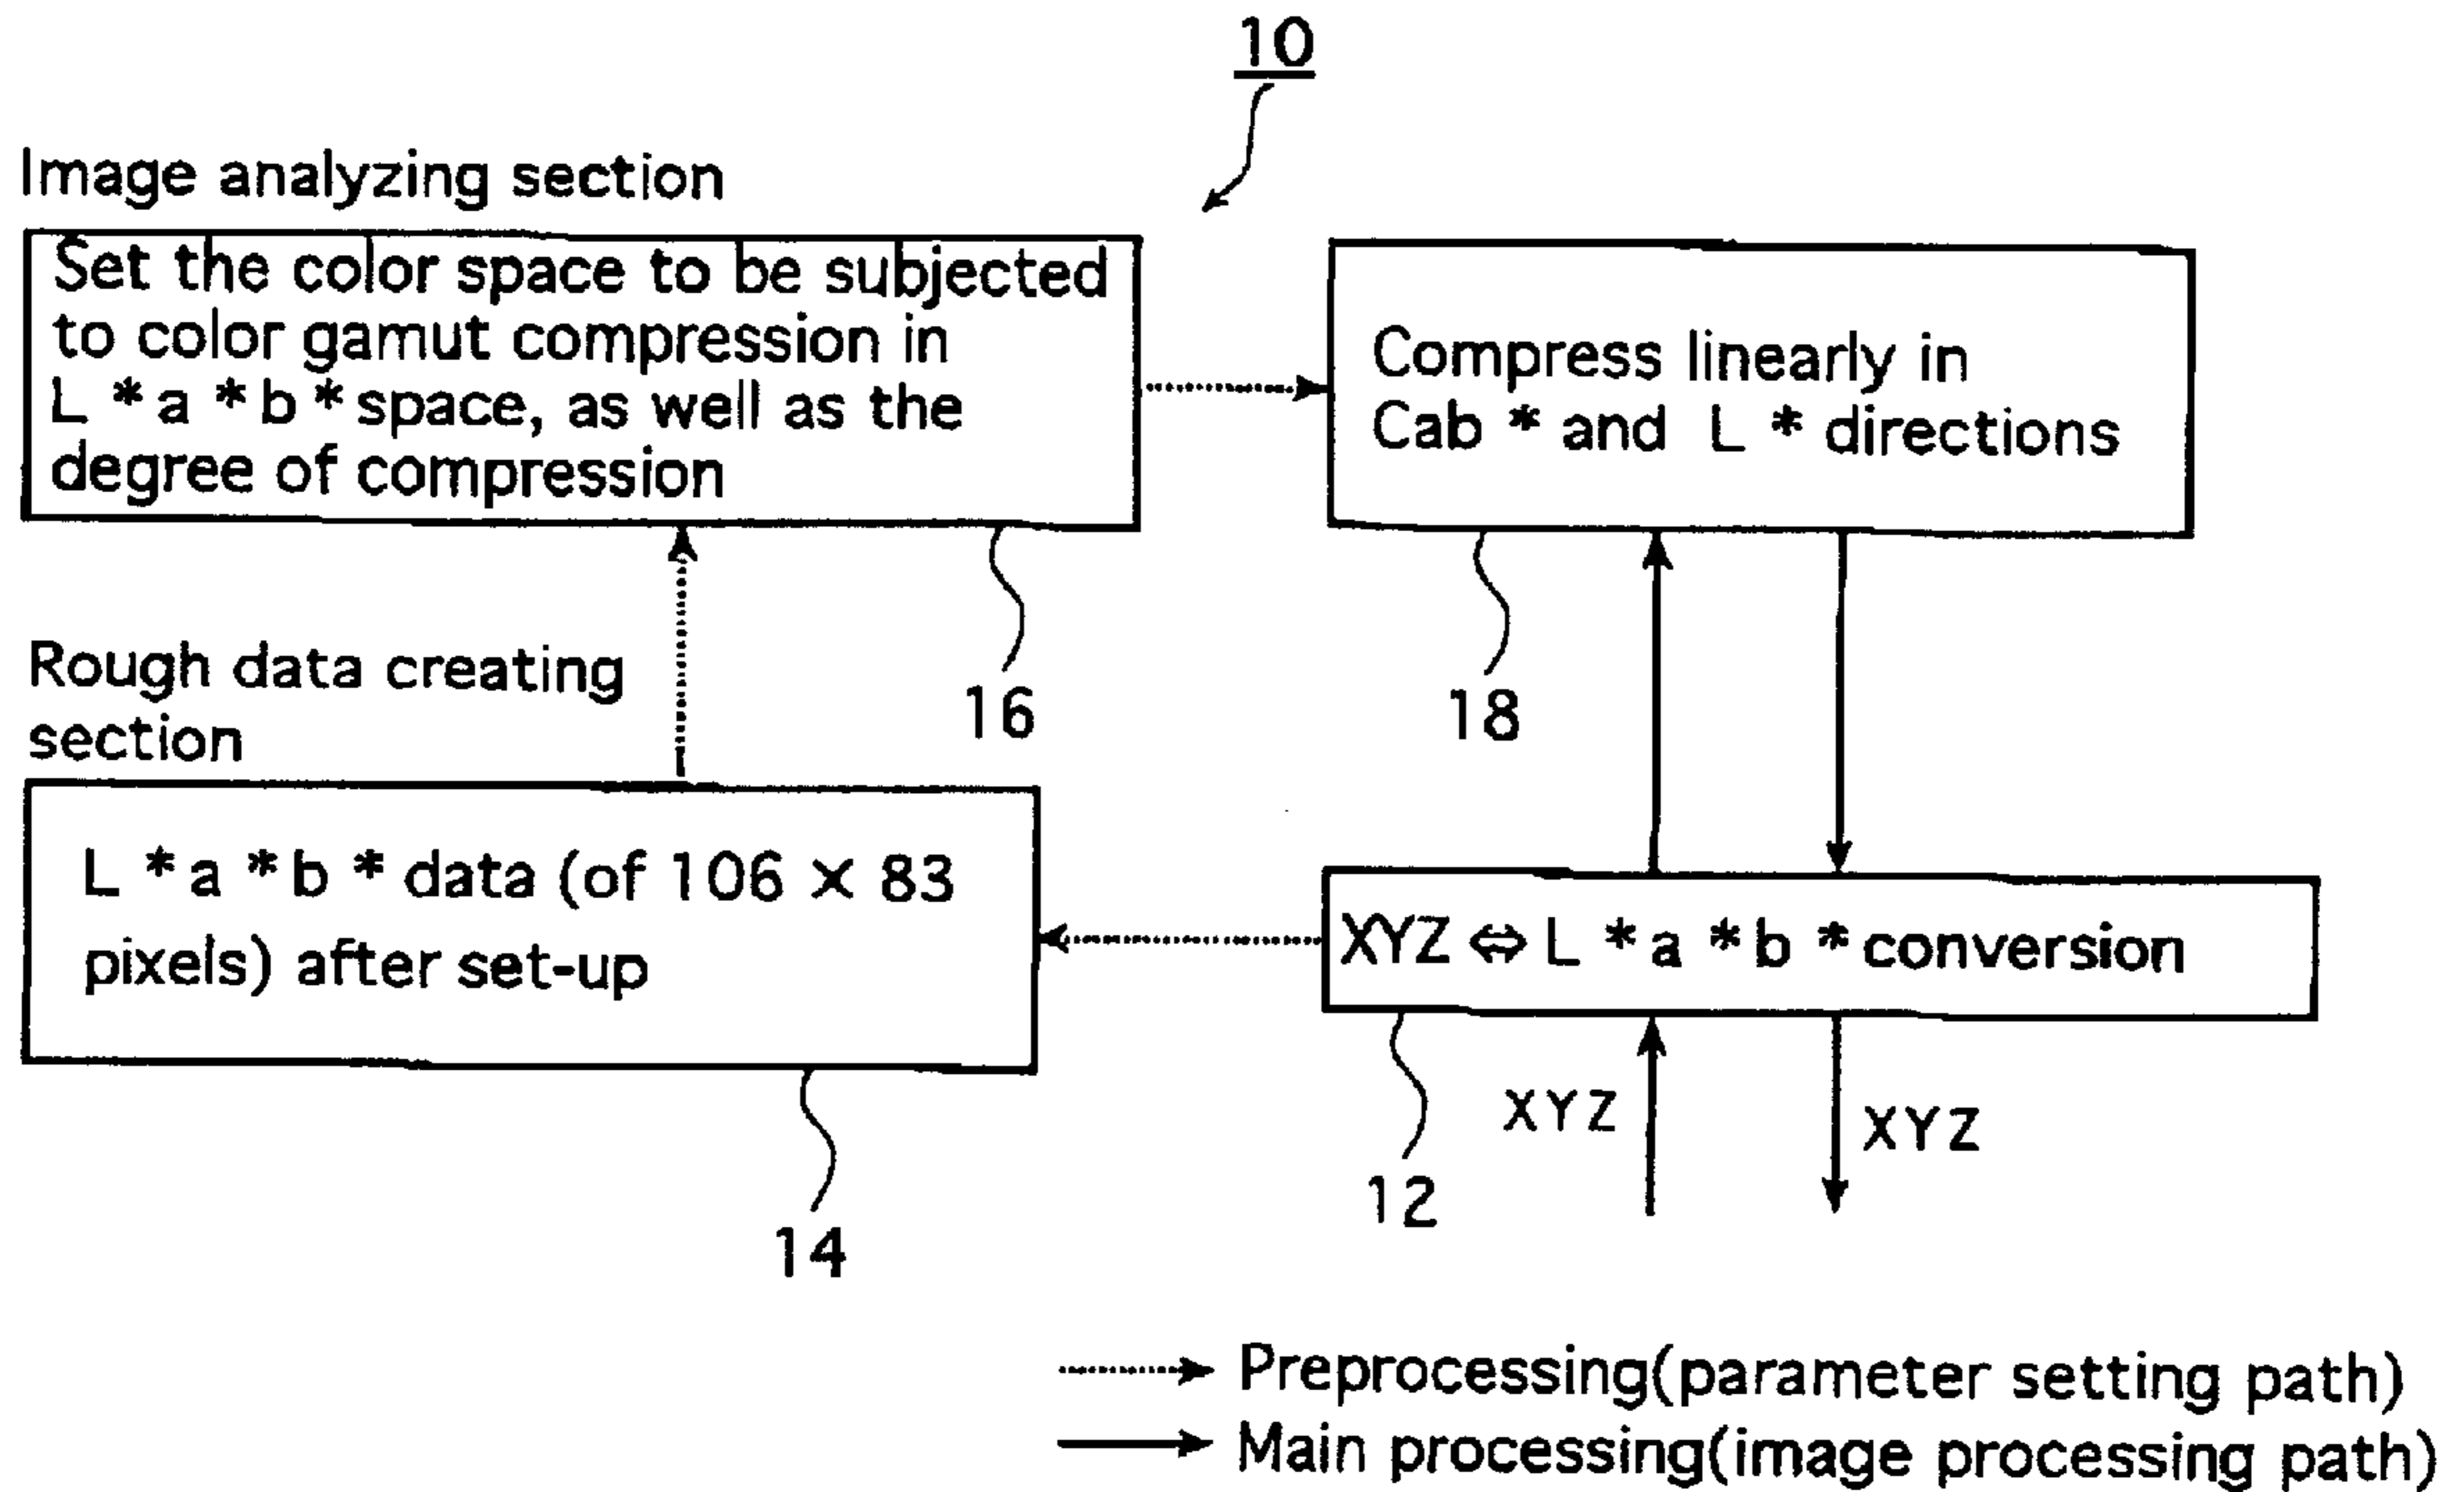 10
Image analyzing section
Set the color space to be subjected
to color gamut compression in
L * a * b * space, as well as the
degree of compression
Compress linearly in
Cab * and L * directions
16
18
Rough data creating
section
L * a * b * data (of 106 × 83
pixels) after set-up
XYZ ⇔ L * a * b * conversion
XYZ
XYZ
12
14
Preprocessing(parameter setting path)
Main processing(image processing path)